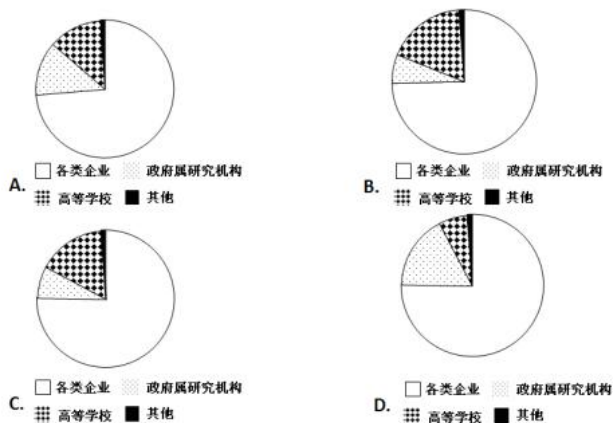 各类企业 政府属研究机构
A. 高等学校 其他
各类企业 政府属研究机构
B. 高等学校 其他
各类企业 政府属研究机构
C. 高等学校 其他
各类企业 政府属研究机构
D. 高等学校 其他